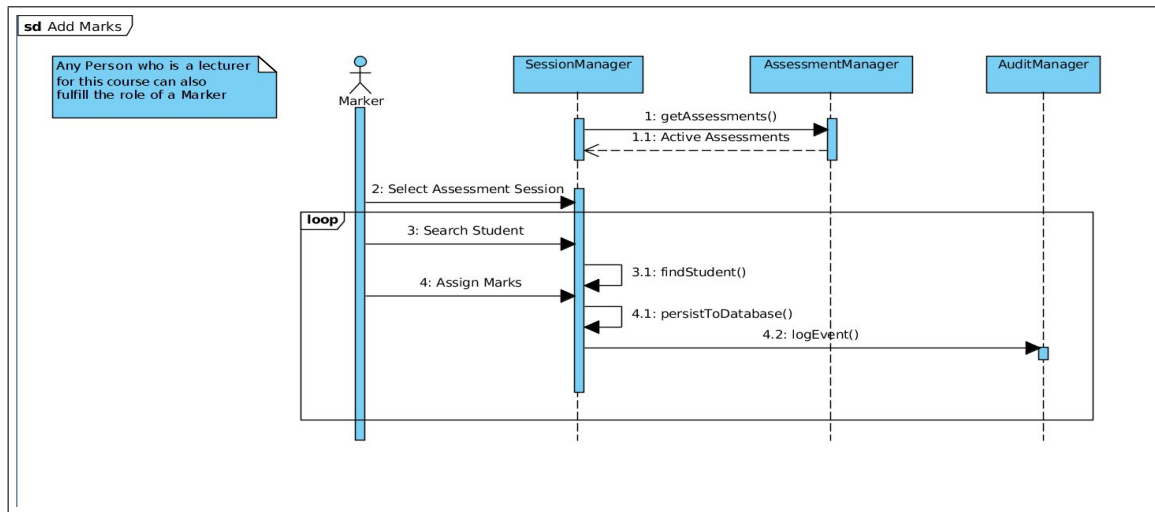 sd Add Marks
Any Person who is a lecturer
for this course can also
fulfill the role of a Marker
Marker
SessionManager
AssessmentManager
AuditManager
1: getAssessments()
1.1: Active Assessments
2: Select Assessment Session
loop
3: Search Student
3.1: findStudent()
4: Assign Marks
4.1: persistToDatabase()
4.2: logEvent()